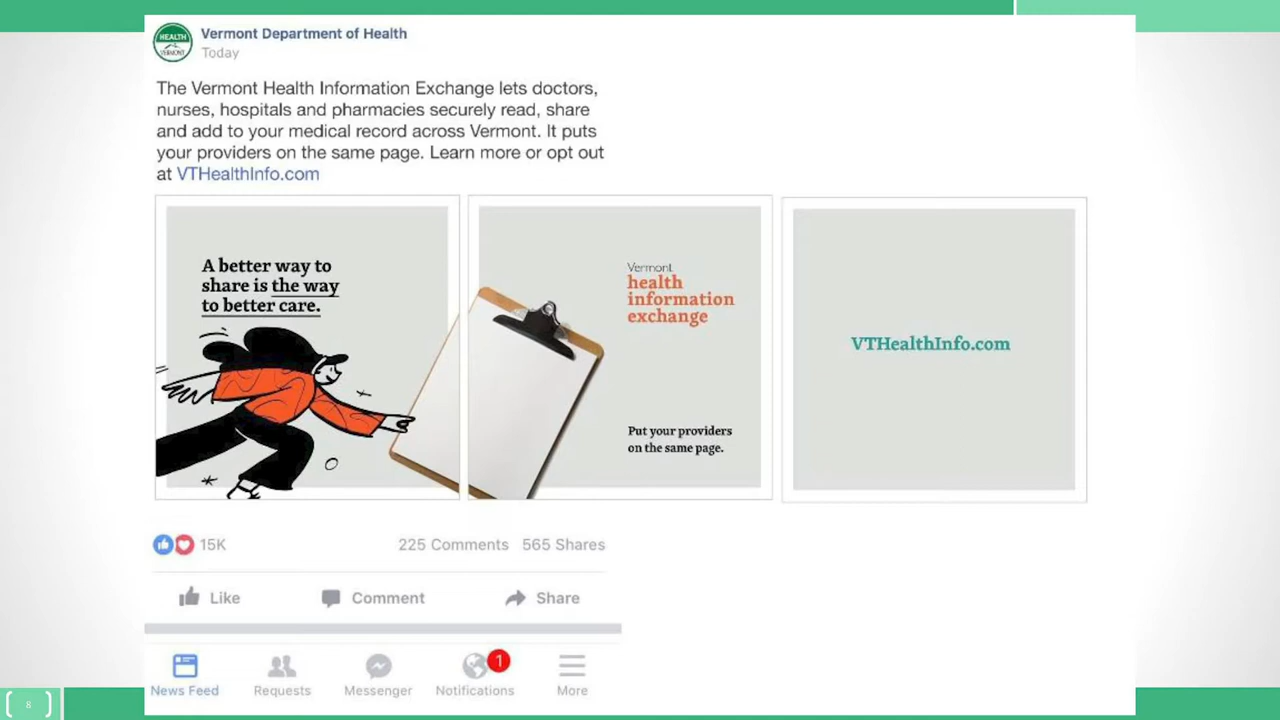 HEALTH
VERMONT
Vermont Department of Health
Today
The Vermont Health Information Exchange lets doctors,
nurses, hospitals and pharmacies securely read, share
and add to your medical record across Vermont. It puts
your providers on the same page. Learn more or opt out
at VTHealthInfo.com
A better way to
share is the way
to better care.
Vermont
health
information
exchange
Put your providers
on the same page.
VTHealthInfo.com
15K
225 Comments 565 Shares
Like Comment Share
1
News Feed Requests Messenger Notifications More
8